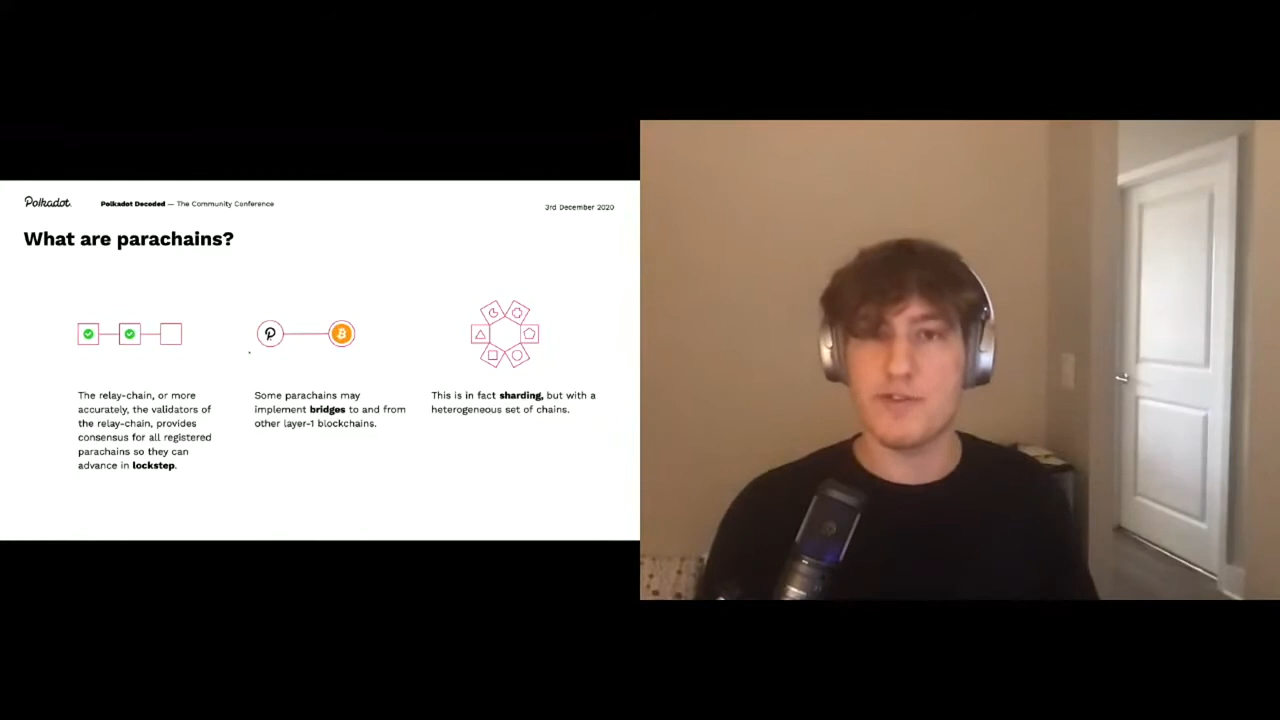 Polkadot.
Polkadot Decoded — The Community Conference
3rd December 2020
What are parachains?
The relay-chain, or more
accurately, the validators of
the relay-chain, provides
consensus for all registered
parachains so they can
advance in lockstep.
Some parachains may
implement bridges to and from
other layer-1 blockchains.
This is in fact sharding, but with a
heterogeneous set of chains.